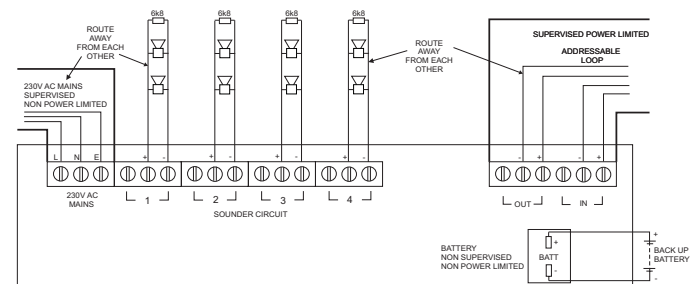 6k8 6k8 6k8 6k8
ROUTE
AWAY
FROM EACH
OTHER
ROUTE
AWAY
FROM EACH
OTHER
SUPERVISED POWER LIMITED
ADDRESSABLE
LOOP
230V AC MAINS
SUPERVISED
NON POWER LIMITED
L N E + - + - + - + - - + - +
230V AC
MAINS
1 2 3 4
SOUNDER CIRCUIT
OUT IN
BATTERY
NON SUPERVISED
NON POWER LIMITED
+
BATT
-
+
BACK UP
BATTERY
-